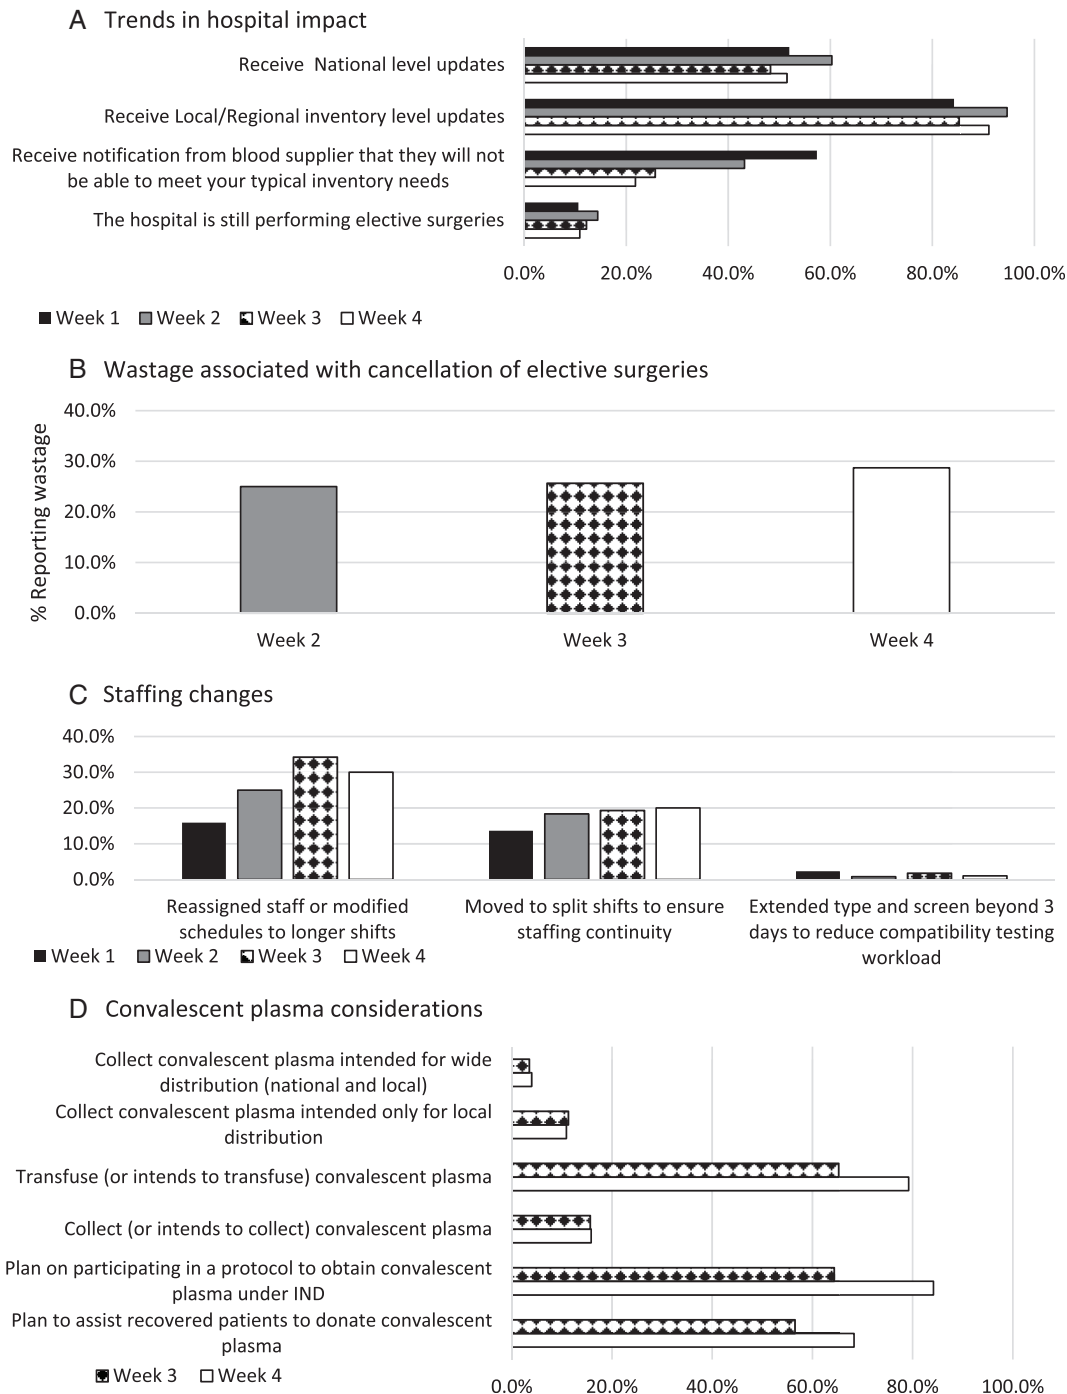 A Trends in hospital impact
Receive National level updates
Receive Local/Regional inventory level updates
Receive notification from blood supplier that they will not
be able to meet your typical inventory needs
The hospital is still performing elective surgeries
0.0% 20.0% 40.0% 60.0% 80.0% 100.0%
Week 1 Week 2 Week 3 Week 4
B Wastage associated with cancellation of elective surgeries
% Reporting wastage
40.0%
30.0%
20.0%
10.0%
0.0%
Week 2 Week 3 Week 4
C Staffing changes
40.0%
30.0%
20.0%
10.0%
0.0%
Reassigned staff or modified
schedules to longer shifts
Moved to split shifts to ensure
staffing continuity
Extended type and screen beyond 3
days to reduce compatibility testing
workload
Week 1 Week 2 Week 3 Week 4
D Convalescent plasma considerations
Collect convalescent plasma intended for wide
distribution (national and local)
Collect convalescent plasma intended only for local
distribution
Transfuse (or intends to transfuse) convalescent plasma
Collect (or intends to collect) convalescent plasma
Plan on participating in a protocol to obtain convalescent
plasma under IND
Plan to assist recovered patients to donate convalescent
plasma
Week 3 Week 4
0.0% 20.0% 40.0% 60.0% 80.0% 100.0%